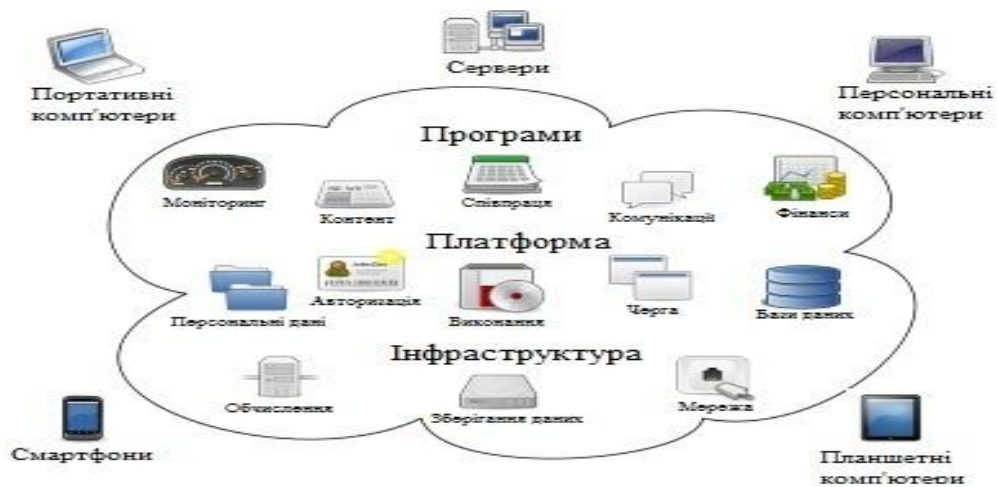 Сервери
Портативні
комп'ютери
Персональні
комп'ютери
Програми
Моніторинг
Контент
Співпраця
Комунікації
Фінанси
Платформа
Персональні дані
Авторизація
Виконання
Черга
Бази даних
Інфраструктура
Обчислення
Зберігання даних
Мережа
Смартфони
Планшетні
комп'ютери